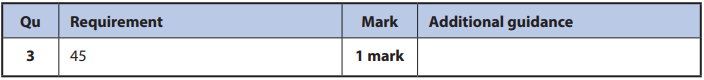 Qu Requirement Mark Additional guidance
3 45 1 mark